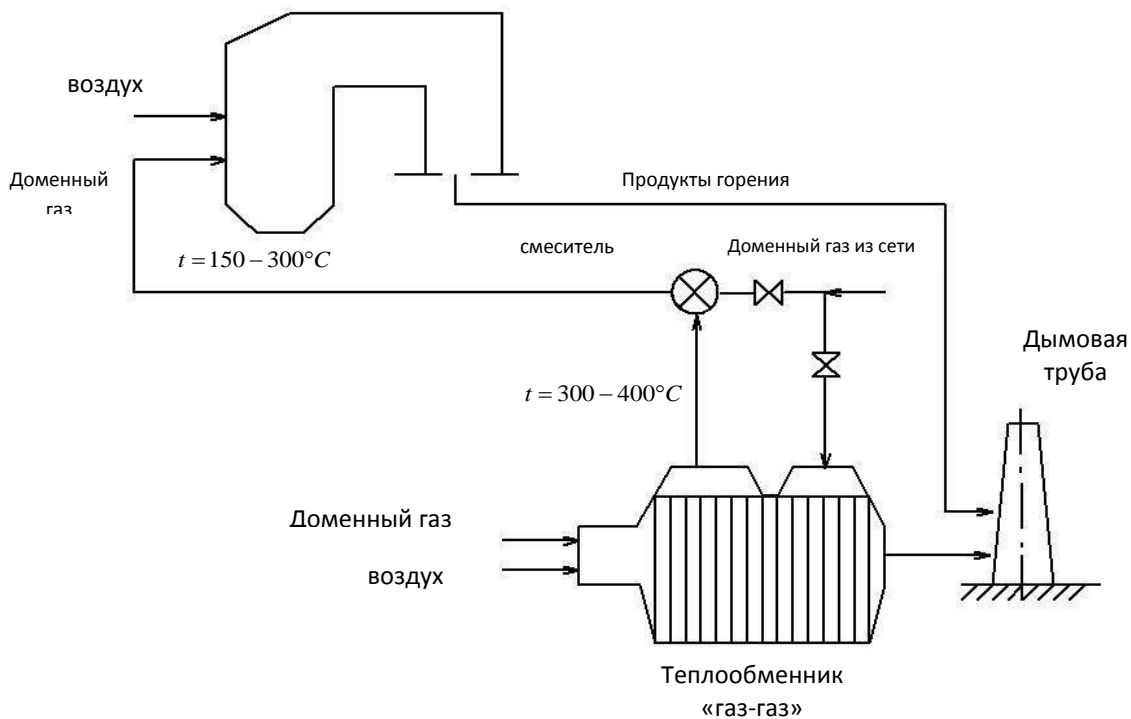 воздух
Доменный
газ
Продукты горения
t = 150 – 300°C
смеситель
Доменный газ из сети
Дымовая
труба
t = 300 – 400°C
Доменный газ
воздух
Теплообменник
«газ-газ»